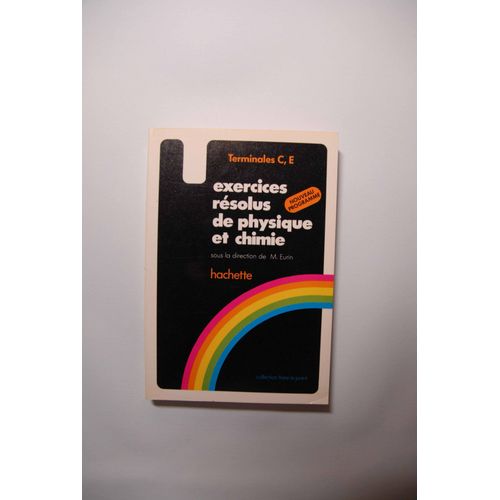 Terminales C, E
exercices
résolus
de physique
et chimie
NOUVEAU
PROGRAMME
sous la direction de M. Eurin
hachette